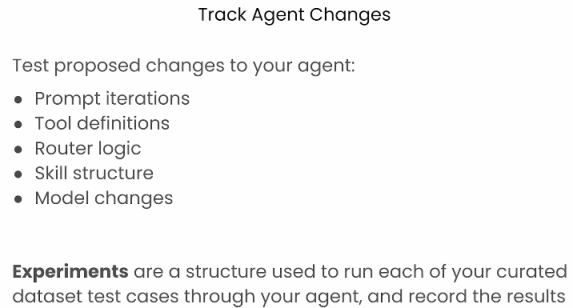 Track Agent Changes
Test proposed changes to your agent:
● Prompt iterations
● Tool definitions
● Router logic
● Skill structure
● Model changes
Experiments are a structure used to run each of your curated
dataset test cases through your agent, and record the results